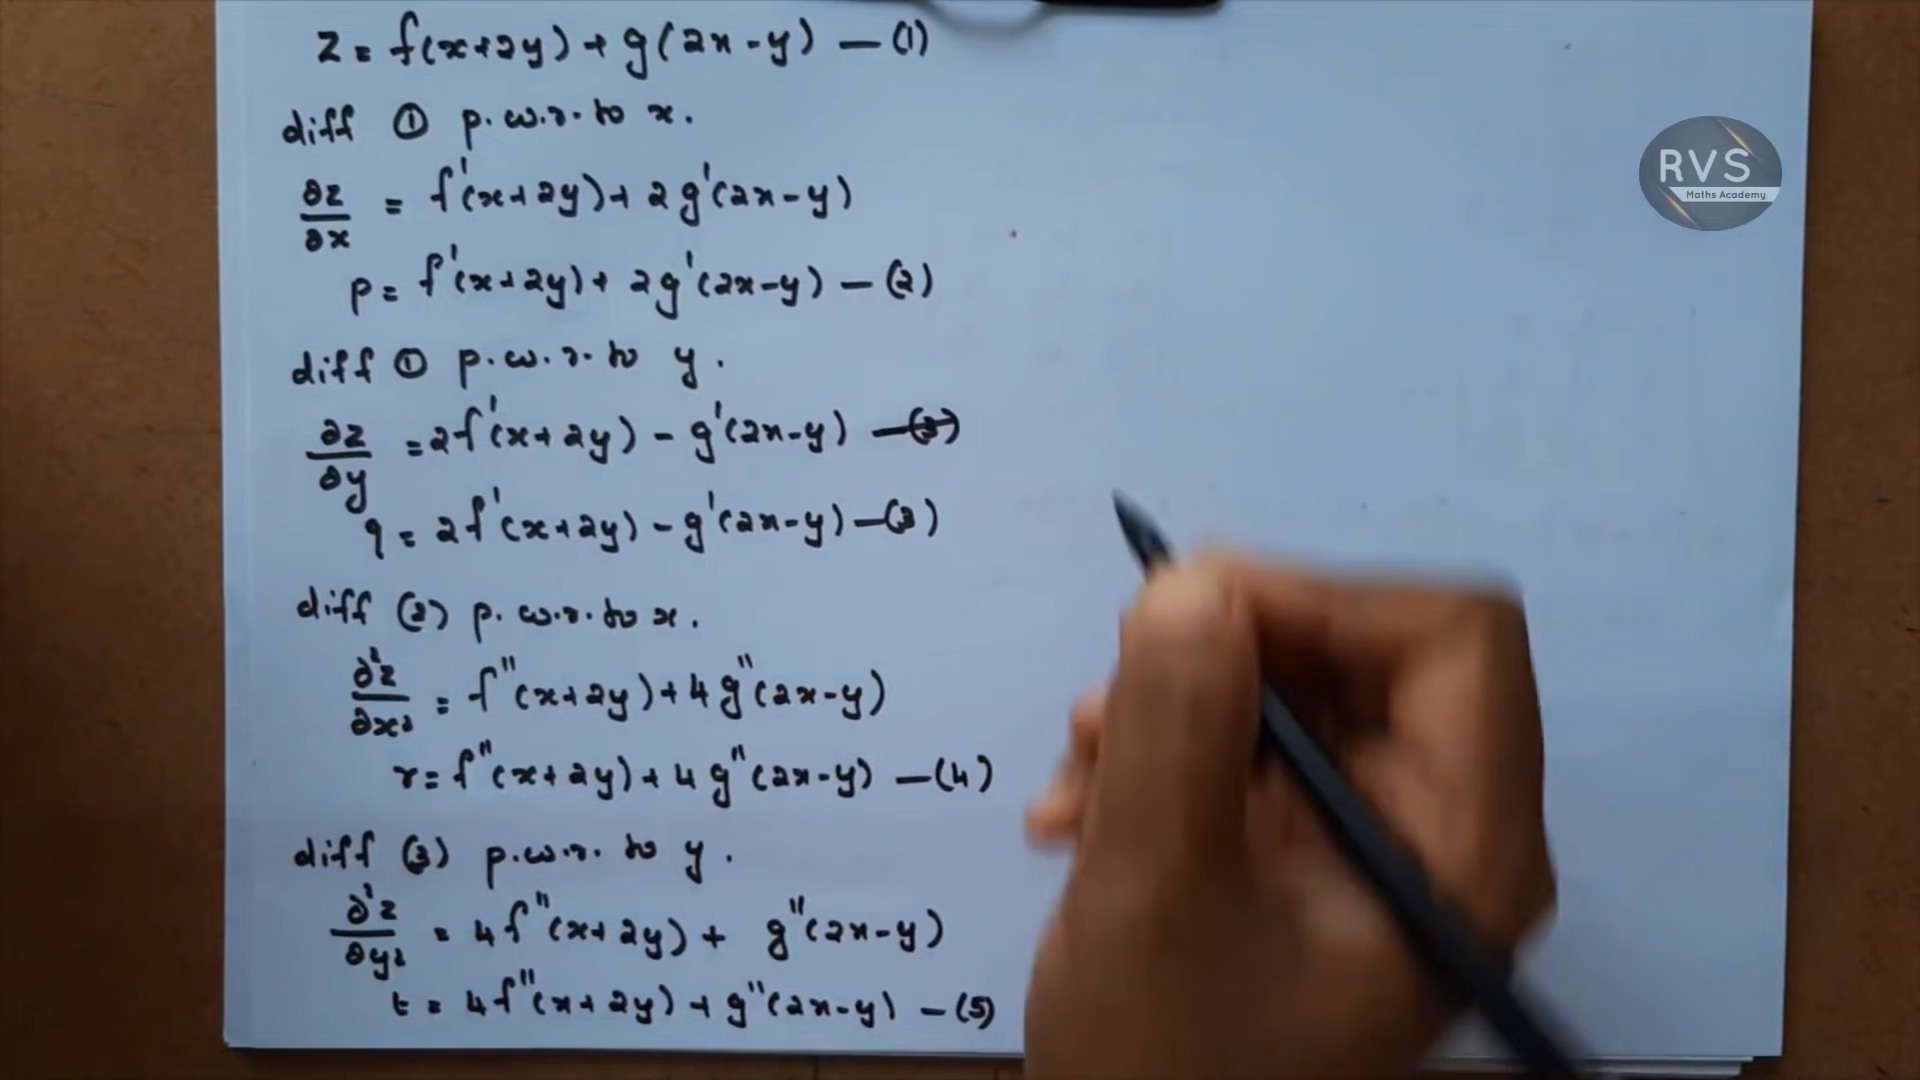 z = f(x+2y) + g(2x-y) — (1)
diff ① p.w.r. to x.
∂z/∂x = f'(x+2y) + 2g'(2x-y)
p = f'(x+2y) + 2g'(2x-y) — (2)
diff ① p.w.r. to y.
∂z/∂y = 2f'(x+2y) - g'(2x-y) — (3)
q = 2f'(x+2y) - g'(2x-y) — (3)
diff (2) p.w.r. to x.
∂²z/∂x² = f''(x+2y) + 4g''(2x-y)
r = f''(x+2y) + 4g''(2x-y) — (4)
diff (3) p.w.r. to y.
∂²z/∂y² = 4f''(x+2y) + g''(2x-y)
t = 4f''(x+2y) + g''(2x-y) — (5)
RVS
Maths Academy